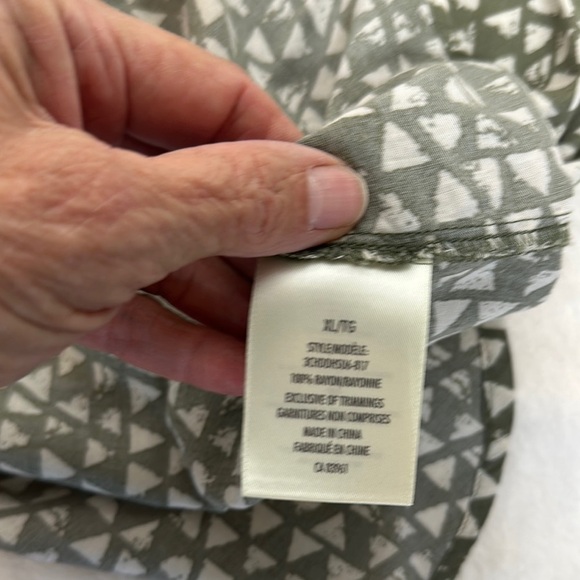 XL/TG
STYLE/MODÈLE:
100% RAYON/RAYONNE
EXCLUSIVE OF TRIMMINGS
GARNITURES NON COMPRISES
MADE IN CHINA
FABRIQUÉ EN CHINE
CA